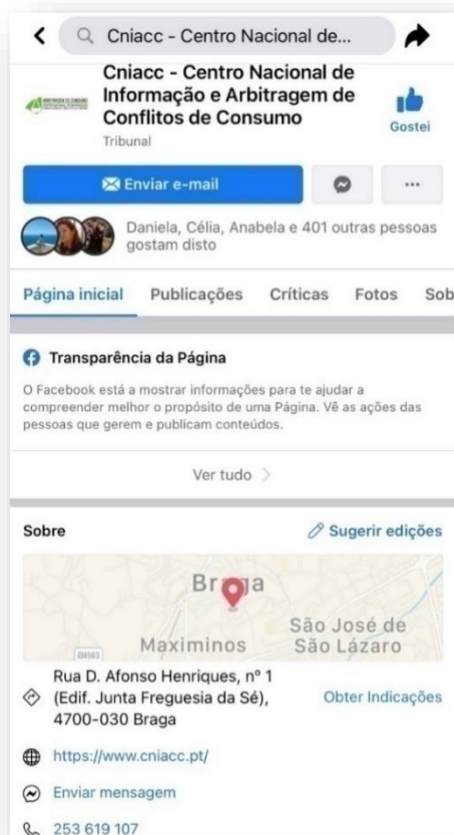 Cniacc - Centro Nacional de...
Cniacc - Centro Nacional de
Informação e Arbitragem de
Conflitos de Consumo
Tribunal
Gostei
Enviar e-mail
Daniela, Célia, Anabela e 401 outras pessoas
gostam disto
Página inicial Publicações Críticas Fotos Sob
Transparência da Página
O Facebook está a mostrar informações para te ajudar a
compreender melhor o propósito de uma Página. Vê as ações das
pessoas que gerem e publicam conteúdos.
Ver tudo
Sobre
Sugerir edições
Braga
Maximinos
São José de
São Lázaro
EM563
Rua D. Afonso Henriques, nº 1
(Edif. Junta Freguesia da Sé),
4700-030 Braga
Obter Indicações
https://www.cniacc.pt/
Enviar mensagem
253 619 107